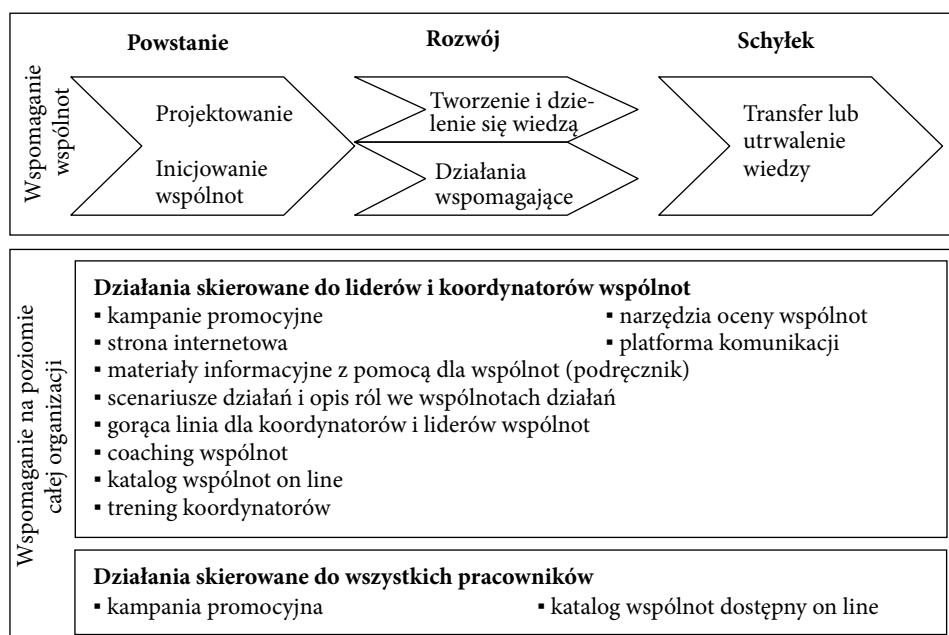 Powstanie
Rozwój
Schyłek
Wspomaganie
wspólnot
Projektowanie
Inicjowanie
wspólnot
Tworzenie i dzie-
lenie się wiedzą
Działania
wspomagające
Transfer lub
utrwalenie
wiedzy
Wspomaganie na poziomie
całej organizacji
Działania skierowane do liderów i koordynatorów wspólnot
▪ kampanie promocyjne ▪ narzędzia oceny wspólnot
▪ strona internetowa ▪ platforma komunikacji
▪ materiały informacyjne z pomocą dla wspólnot (podręcznik)
▪ scenariusze działań i opis ról we wspólnotach działań
▪ gorąca linia dla koordynatorów i liderów wspólnot
▪ coaching wspólnot
▪ katalog wspólnot on line
▪ trening koordynatorów
Działania skierowane do wszystkich pracowników
▪ kampania promocyjna ▪ katalog wspólnot dostępny on line